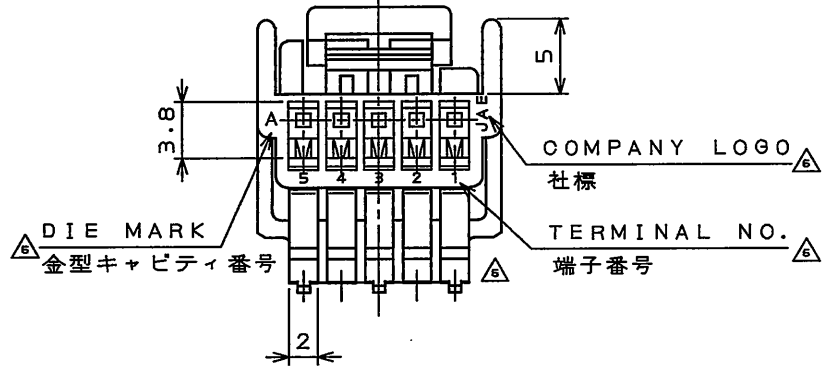 5
3.8
A
JAE
5 4 3 2 1
COMPANY LOGO 6
社標
DIE MARK
6 金型キャビティ番号
TERMINAL NO. 6
端子番号
6
2